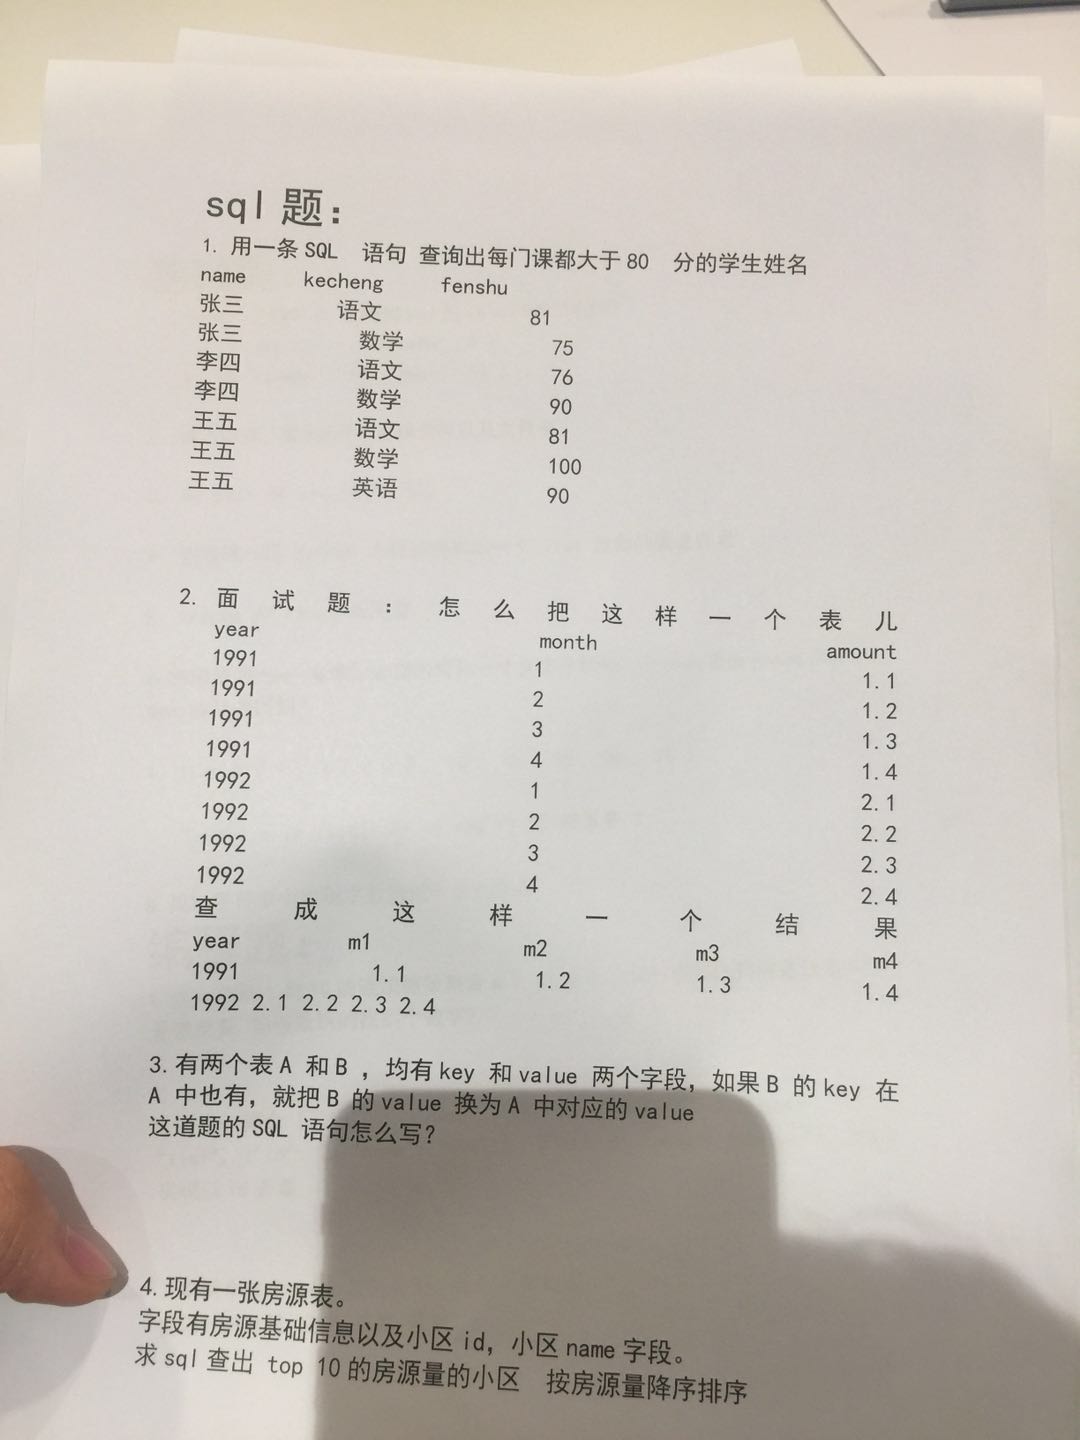 sql 题：
1. 用一条 SQL 语句 查询出每门课都大于 80 分的学生姓名
name kecheng fenshu
张三 语文 81
张三 数学 75
李四 语文 76
李四 数学 90
王五 语文 81
王五 数学 100
王五 英语 90
2. 面试题：怎么把这样一个表儿
year month amount
1991 1 1.1
1991 2 1.2
1991 3 1.3
1991 4 1.4
1992 1 2.1
1992 2 2.2
1992 3 2.3
1992 4 2.4
查成这样一个结果
year m1 m2 m3 m4
1991 1.1 1.2 1.3 1.4
1992 2.1 2.2 2.3 2.4
3. 有两个表 A 和 B ，均有 key 和 value 两个字段，如果 B 的 key 在
A 中也有，就把 B 的 value 换为 A 中对应的 value
这道题的 SQL 语句怎么写？
4. 现有一张房源表。
字段有房源基础信息以及小区 id，小区 name 字段。
求 sql 查出 top 10 的房源量的小区 按房源量降序排序